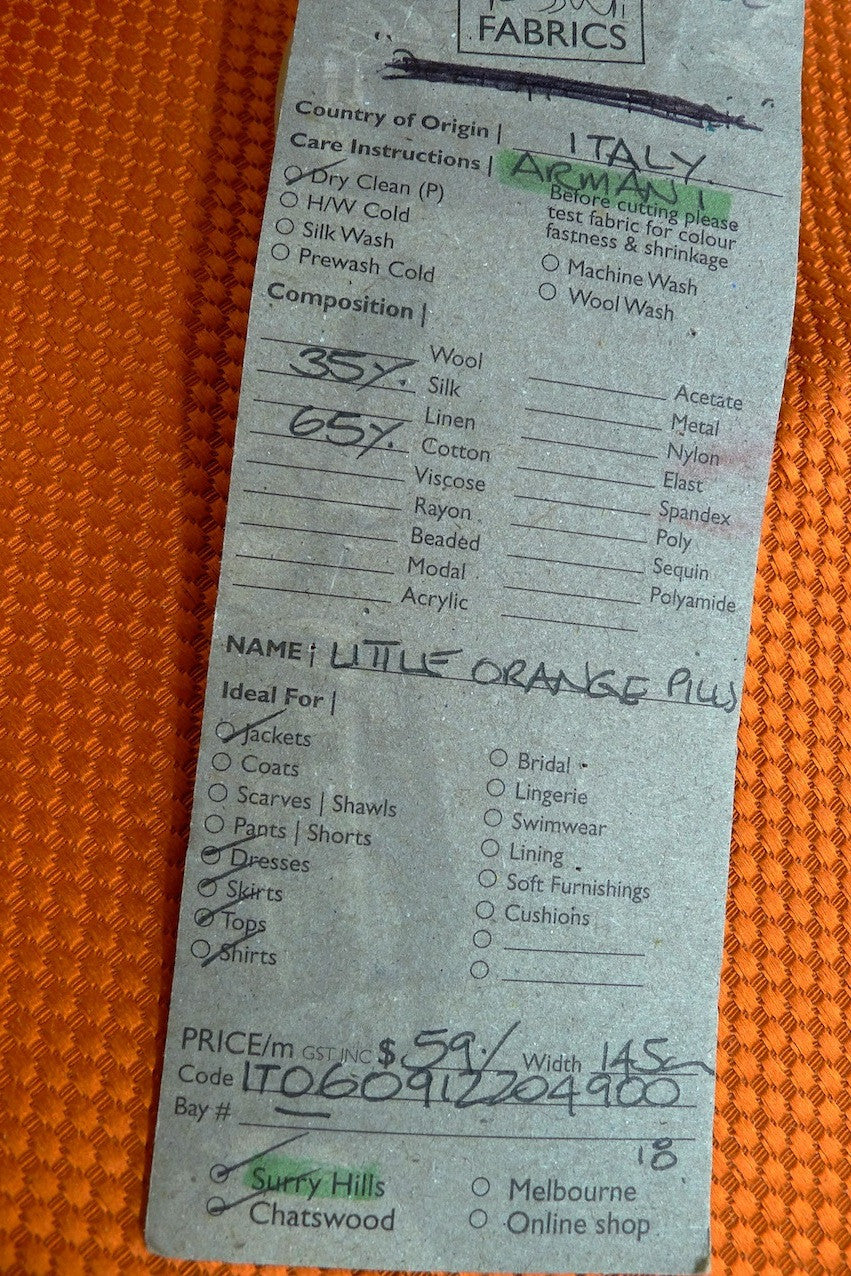 FABRICS
Country of Origin | ITALY
Care Instructions | ARMANI
Dry Clean (P)
H/W Cold
Silk Wash
Prewash Cold
Before cutting please
test fabric for colour
fastness & shrinkage
Machine Wash
Wool Wash
Composition |
Wool
35% Silk
Linen
65% Cotton
Viscose
Rayon
Beaded
Modal
Acrylic
Acetate
Metal
Nylon
Elast
Spandex
Poly
Sequin
Polyamide
NAME | LITTLE ORANGE PILLS
Ideal For |
Jackets
Coats
Scarves | Shawls
Pants | Shorts
Dresses
Skirts
Tops
Shirts
Bridal
Lingerie
Swimwear
Lining
Soft Furnishings
Cushions
PRICE/m GST INC $ 59./ Width 145cm
Code ITO60912204900
Bay #
18
Surry Hills
Chatswood
Melbourne
Online shop